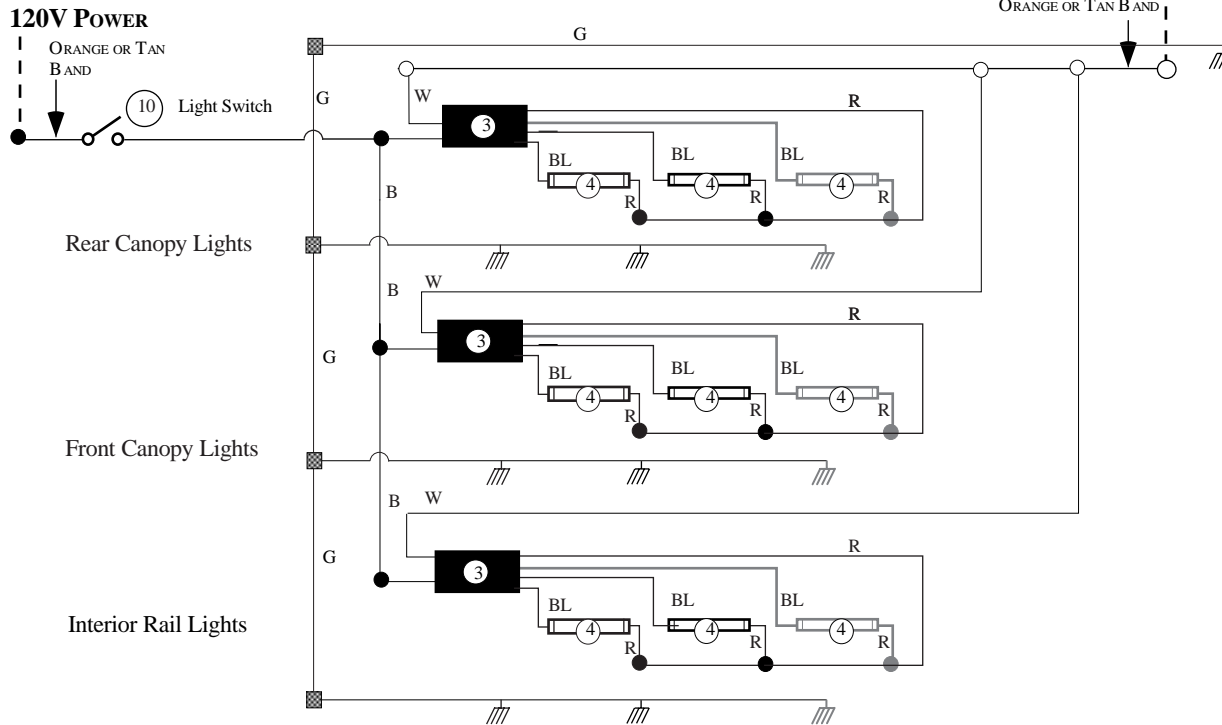 120V POWER
ORANGE OR TAN
BAND
ORANGE OR TAN BAND
G
10 Light Switch
G
W
R
3
BL
BL
BL
4
4
4
B
R
R
R
Rear Canopy Lights
B
W
R
3
G
BL
BL
BL
4
4
4
R
R
R
Front Canopy Lights
B
W
R
G
3
BL
BL
BL
4
4
4
Interior Rail Lights
R
R
R